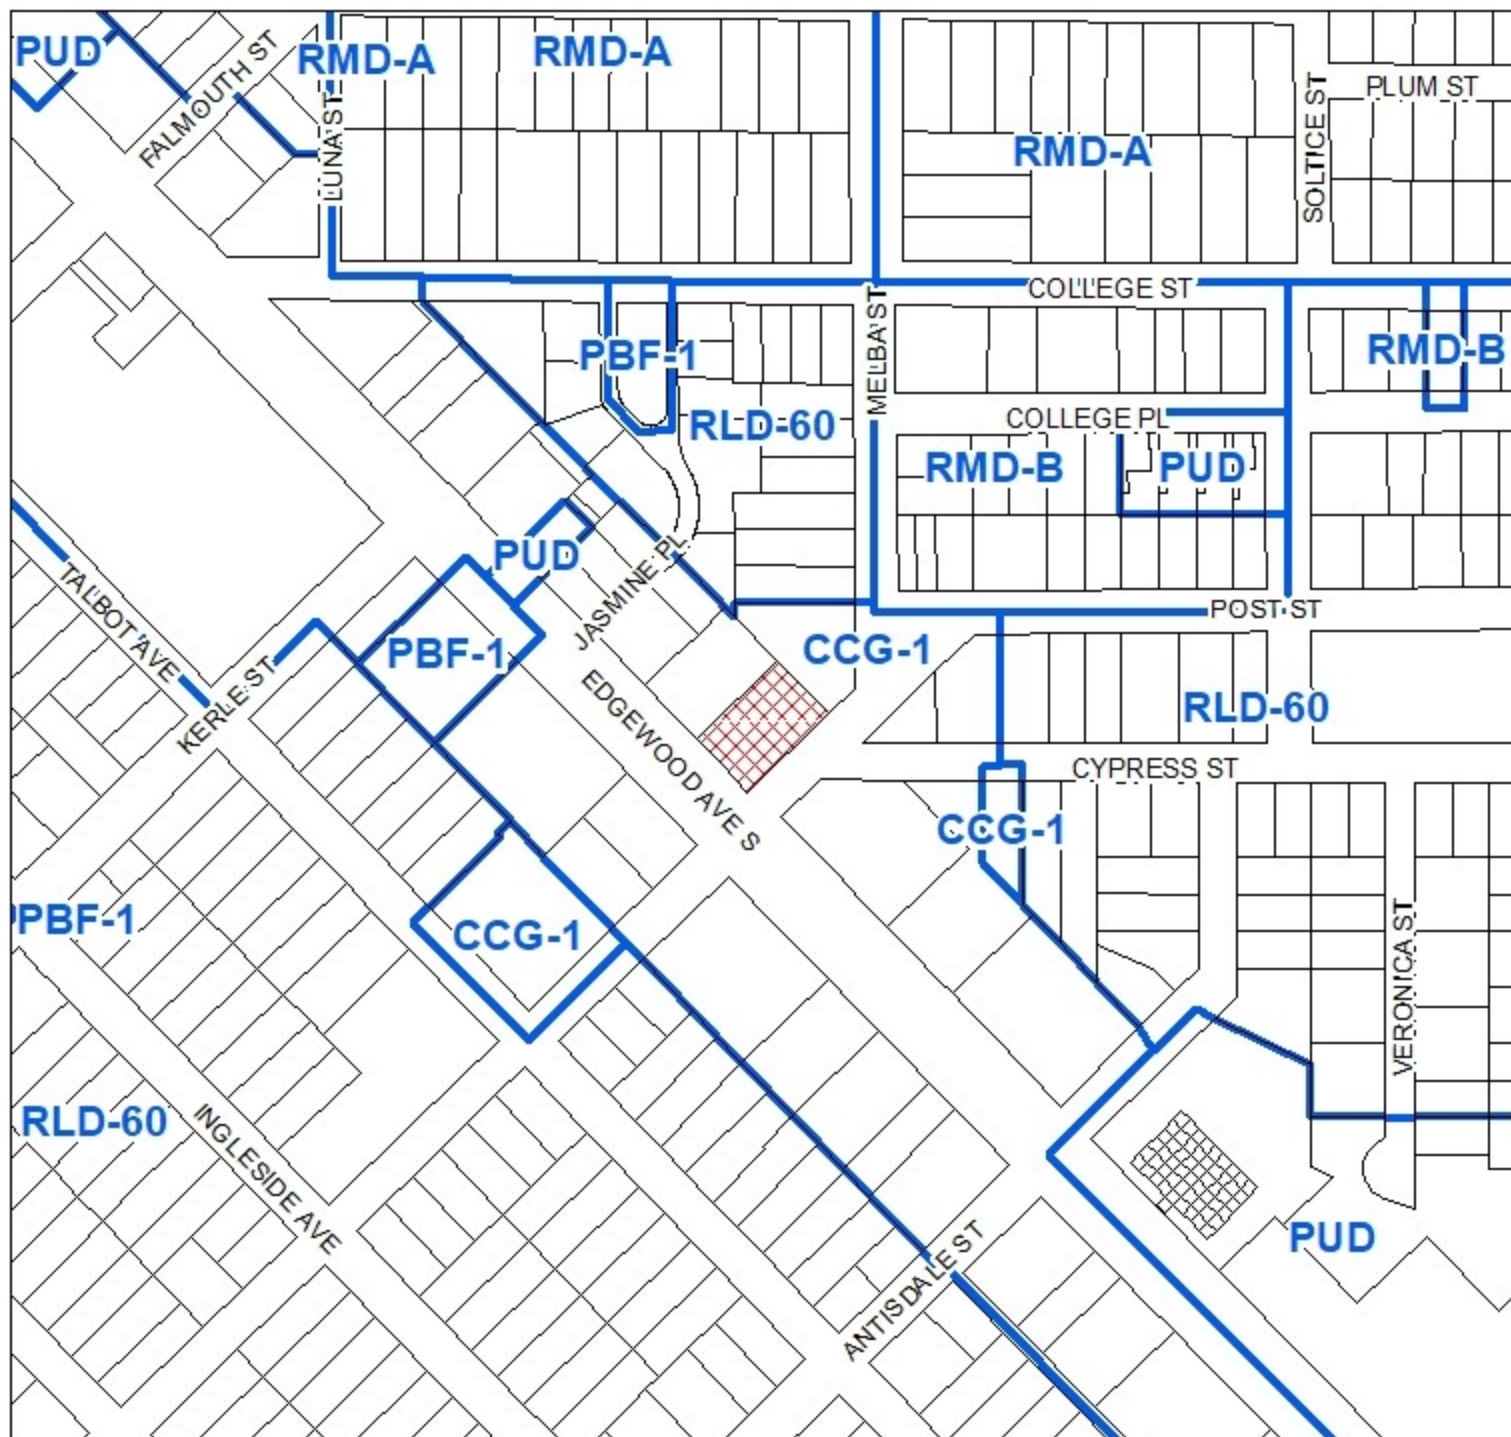 PUD
FALMOUTH ST
RMD-A
RMD-A
LUNA ST
RMD-A
SOLTICE ST
PLUM ST
COLLEGE ST
MELBA ST
PBF-1
RLD-60
RMD-B
COLLEGE PL
RMD-B
PUD
PUD
JASMINE PL
TALBOT AVE
KERLE ST
PBF-1
CCG-1
POST ST
EDGEWOOD AVE S
RLD-60
CYPRESS ST
CCG-1
PBF-1
CCG-1
VERONICA ST
RLD-60
INGLESIDE AVE
ANTISDALE ST
PUD